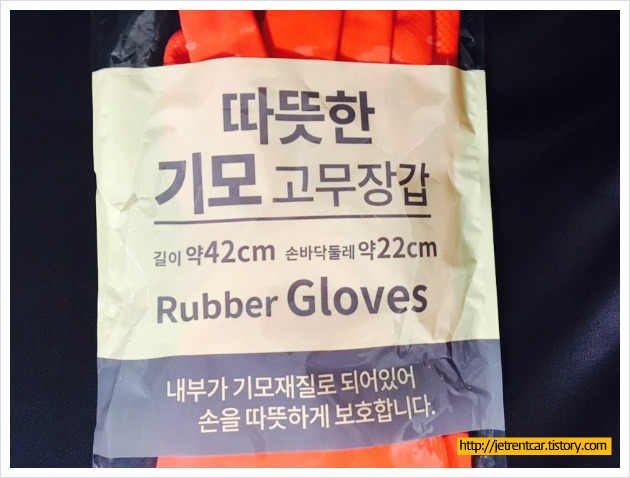 따뜻한
기모 고무장갑
길이 약42cm 손바닥둘레 약22cm
Rubber Gloves
내부가 기모재질로 되어있어
손을 따뜻하게 보호합니다.
http://jetrentcar.tistory.com